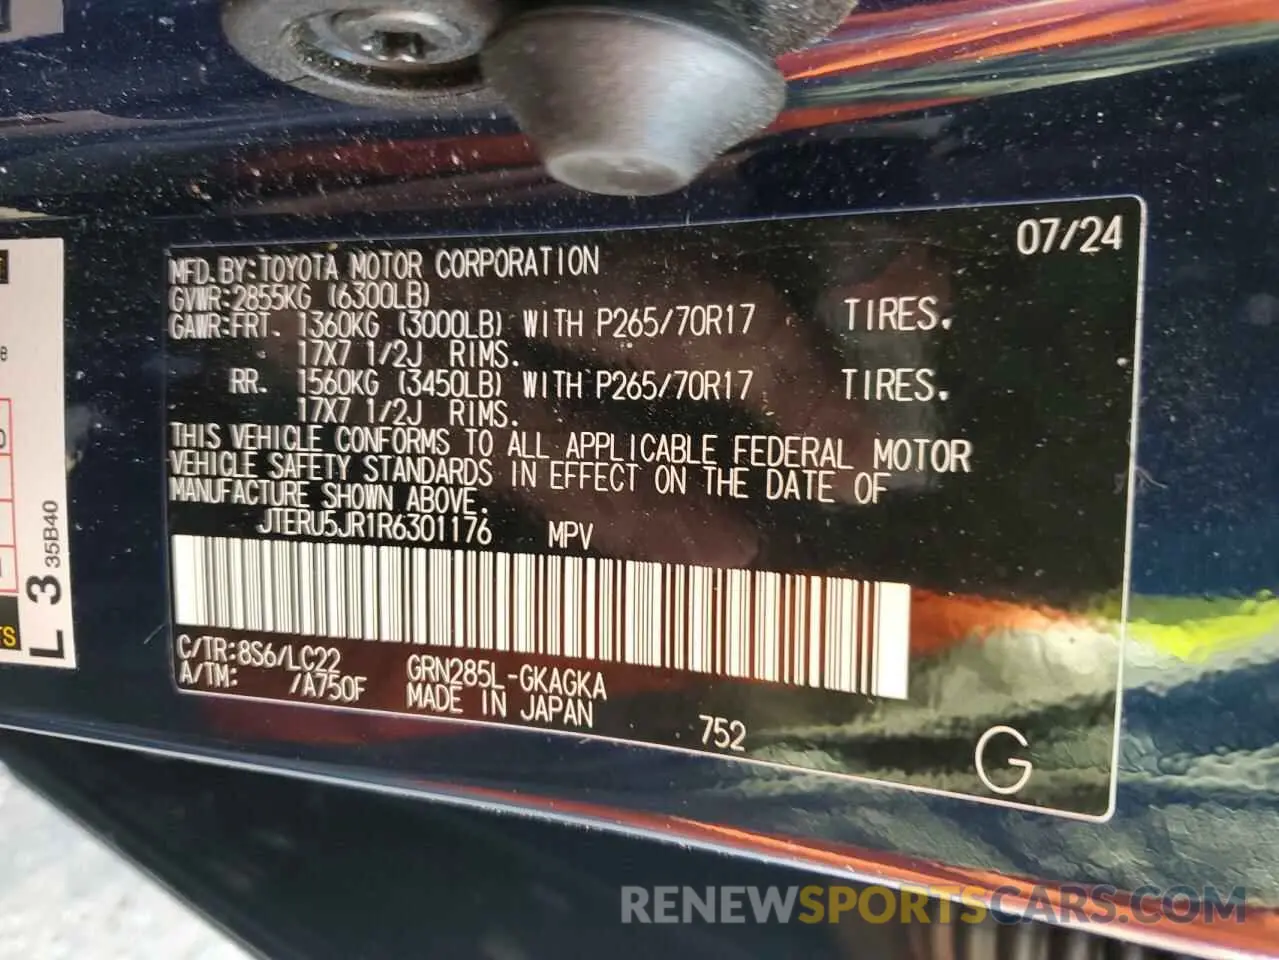 07/24
MFD.BY:TOYOTA MOTOR CORPORATION
GVWR:2855KG (6300LB)
GAWR:FRT. 1360KG (3000LB) WITH P265/70R17 TIRES.
17X7 1/2J RIMS.
RR. 1560KG (3450LB) WITH P265/70R17 TIRES.
17X7 1/2J RIMS.
THIS VEHICLE CONFORMS TO ALL APPLICABLE FEDERAL MOTOR
VEHICLE SAFETY STANDARDS IN EFFECT ON THE DATE OF
MANUFACTURE SHOWN ABOVE.
JTERU5JR1R6301176 MPV
C/TR:8S6/LC22 GRN285L-GKAGKA
A/TM: /A750F MADE IN JAPAN
752
G
L 3 35B40
RENEWSPORTSCARS.COM